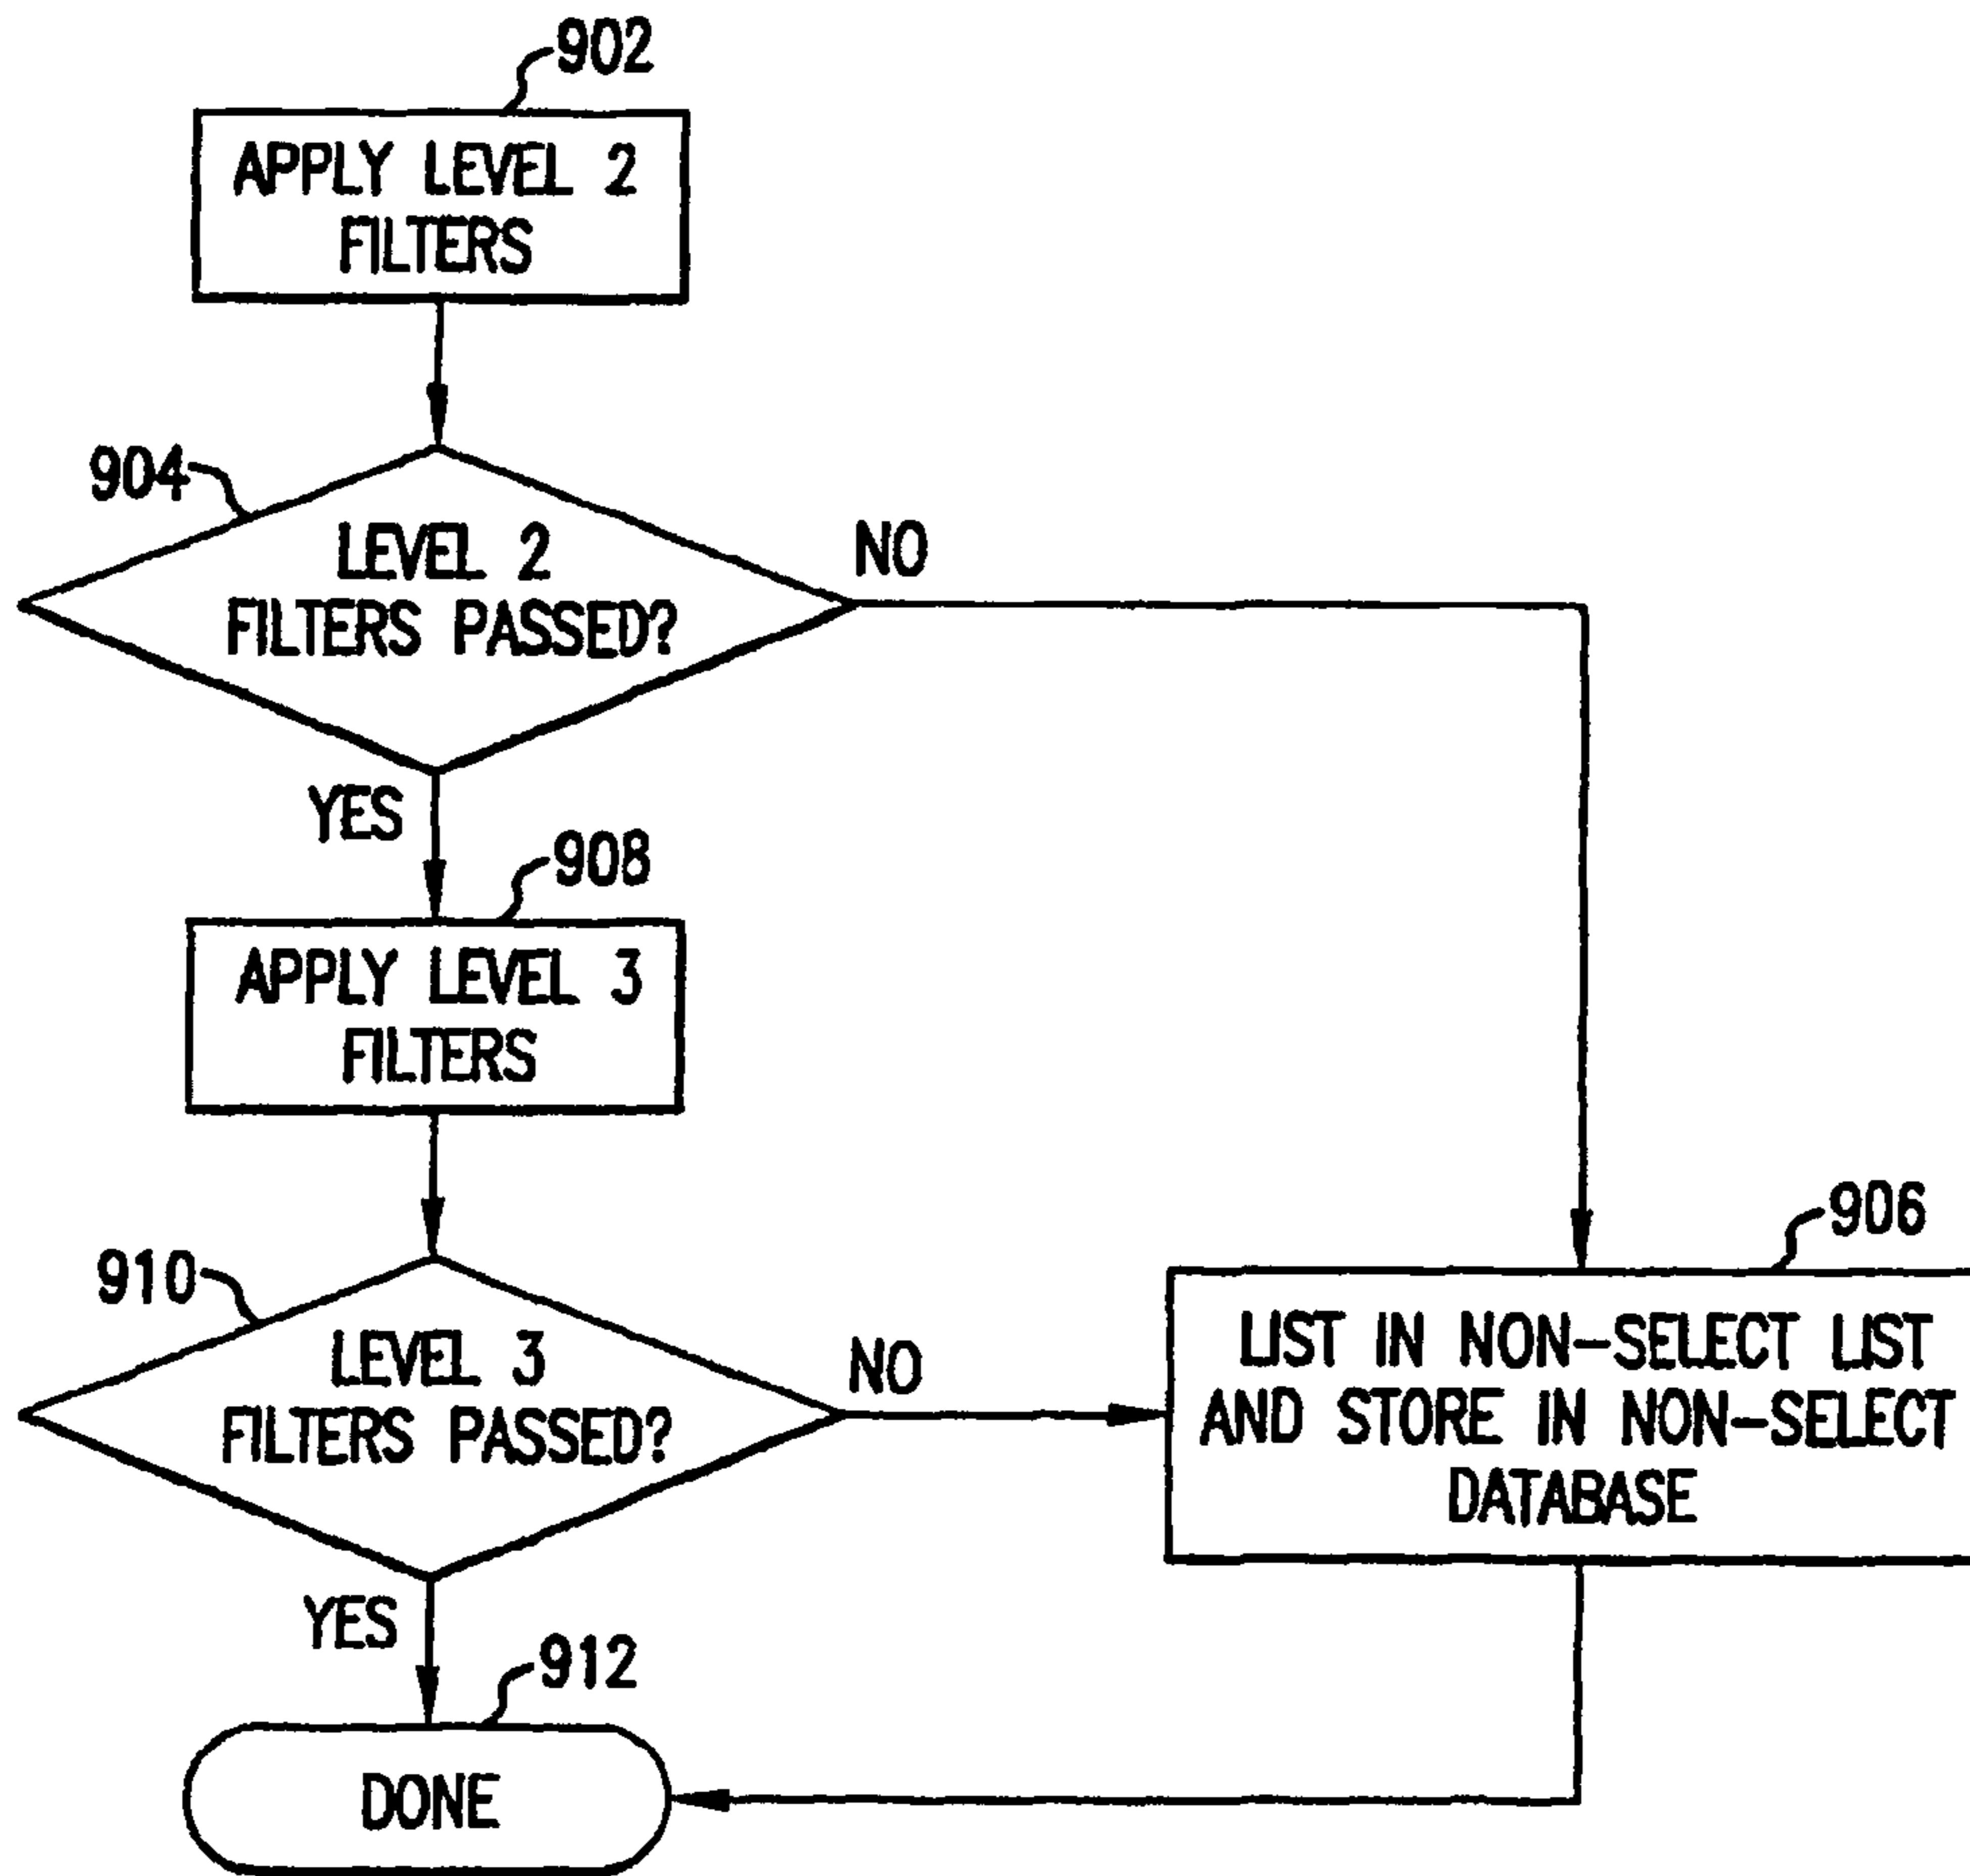 902
APPLY LEVEL 2
FILTERS
904
LEVEL 2
FILTERS PASSED?
NO
YES
908
APPLY LEVEL 3
FILTERS
906
910
LEVEL 3
FILTERS PASSED?
NO
LIST IN NON-SELECT LIST
AND STORE IN NON-SELECT
DATABASE
YES
912
DONE